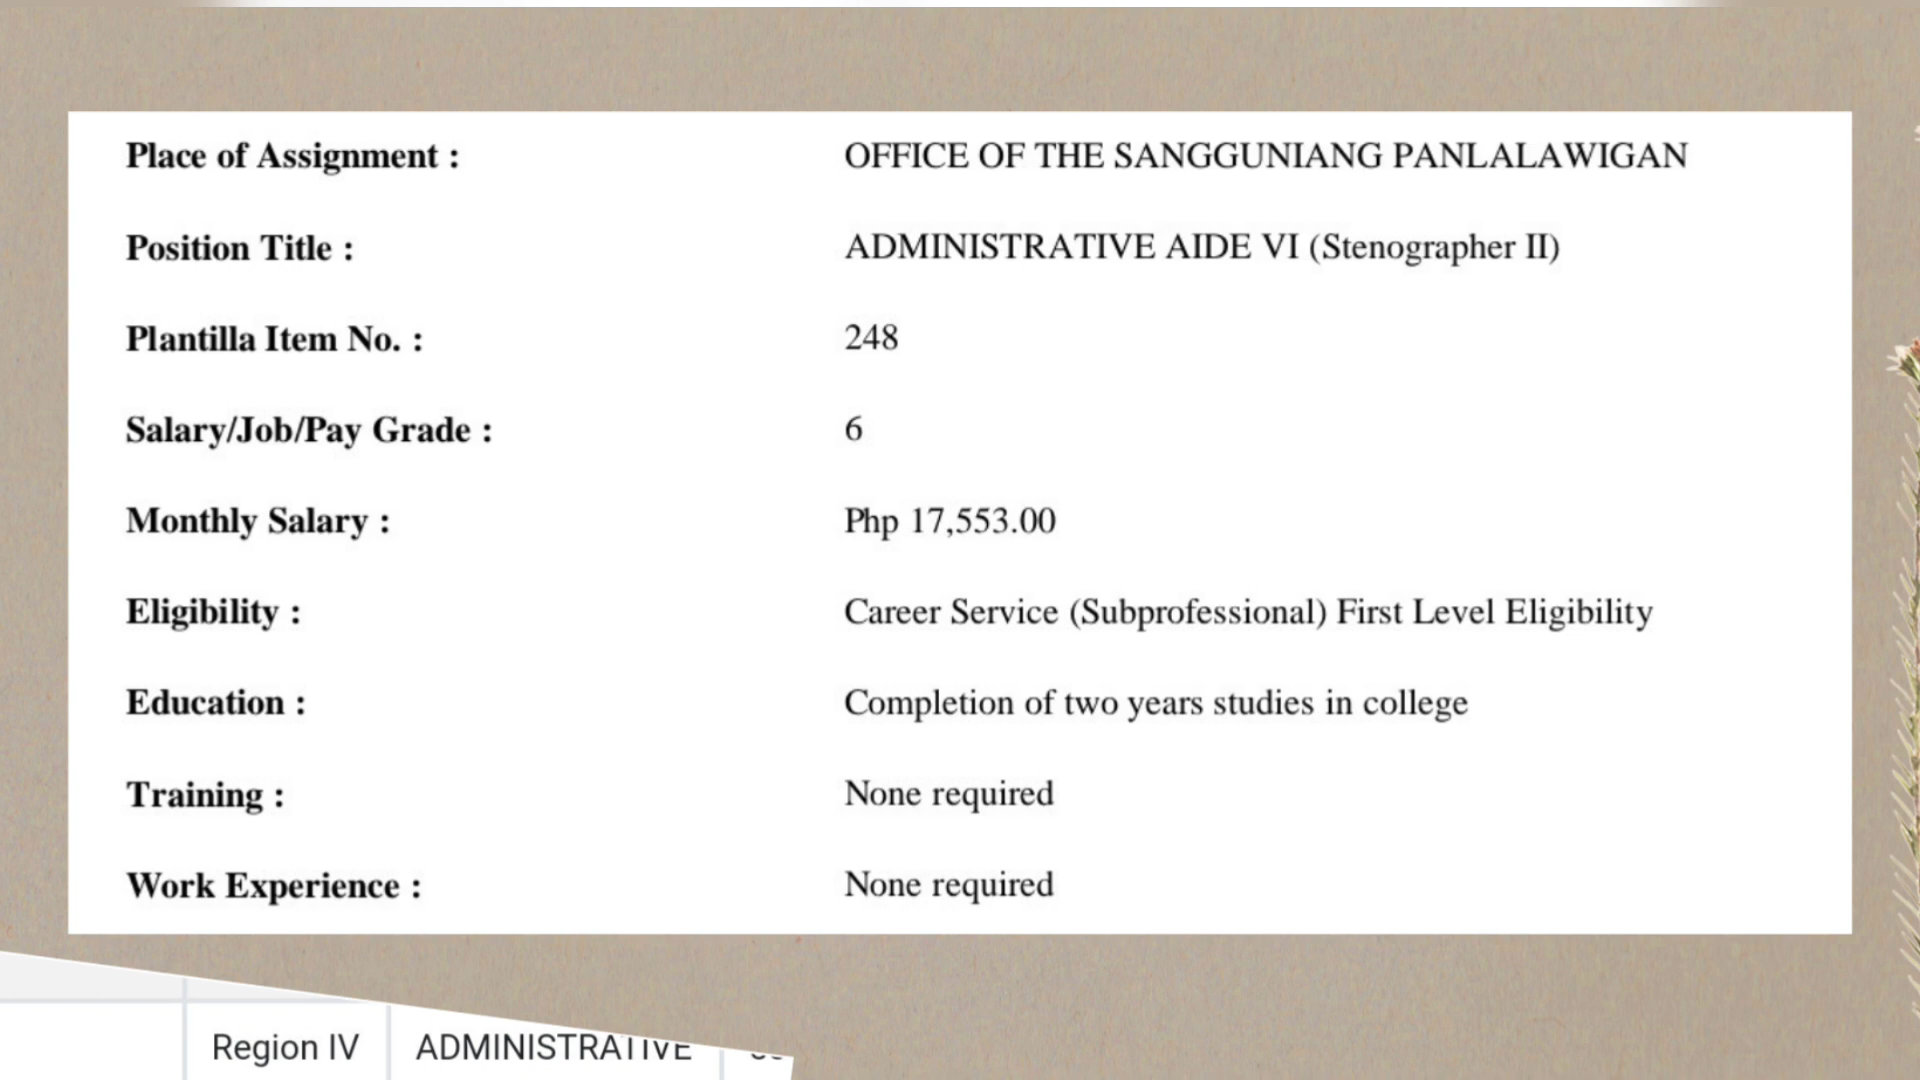 Place of Assignment : OFFICE OF THE SANGGUNIANG PANLALAWIGAN
Position Title : ADMINISTRATIVE AIDE VI (Stenographer II)
Plantilla Item No. : 248
Salary/Job/Pay Grade : 6
Monthly Salary : Php 17,553.00
Eligibility : Career Service (Subprofessional) First Level Eligibility
Education : Completion of two years studies in college
Training : None required
Work Experience : None required
Region IV ADMINISTRATIVE